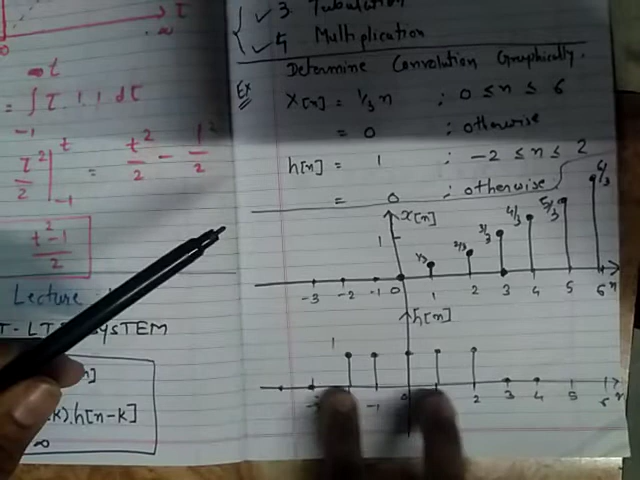 τ
∞
∞ t
= ∫ τ. 1. 1 dτ
-1
τ²/2 |ᵗ₋₁ = t²/2 - 1²/2
t²-1/2
Lecture
T-LTI SYSTEM
k).h[n-k]
∞
✓ 3 Tabulation
✓ 4 Multiplication
Determine Convolution Graphically.
Ex
X[n] = 1/3 n ; 0 ≤ n ≤ 6
= 0 ; otherwise
h[n] = 1 ; -2 ≤ n ≤ 2
= 0 ; otherwise
x[n]
1
1/3 2/3 3/3 4/3 5/3 6/3
-3 -2 -1 0 1 2 3 4 5 6 n
h[n]
1
-1 0 2 3 4 5 6 n